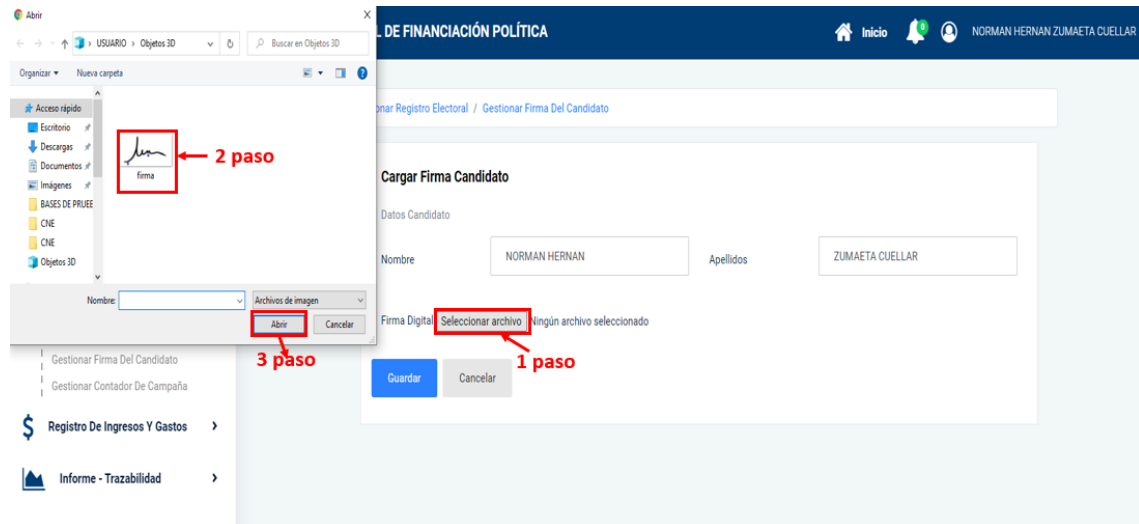 Abrir
USUARIO > Objetos 3D
Buscar en Objetos 3D
Organizar
Nueva carpeta
Acceso rápido
Escritorio
Descargas
Documentos
Imágenes
BASES DE PRUEE
CNE
CNE
Objetos 3D
firma
2 paso
Nombre:
Archivos de imagen
Abrir
Cancelar
3 paso
L DE FINANCIACIÓN POLÍTICA
Inicio
0
NORMAN HERNAN ZUMAETA CUELLAR
onar Registro Electoral / Gestionar Firma Del Candidato
Cargar Firma Candidato
Datos Candidato
Nombre
NORMAN HERNAN
Apellidos
ZUMAETA CUELLAR
Firma Digital
Seleccionar archivo
Ningún archivo seleccionado
1 paso
Guardar
Cancelar
Gestionar Firma Del Candidato
Gestionar Contador De Campaña
Registro De Ingresos Y Gastos
Informe - Trazabilidad